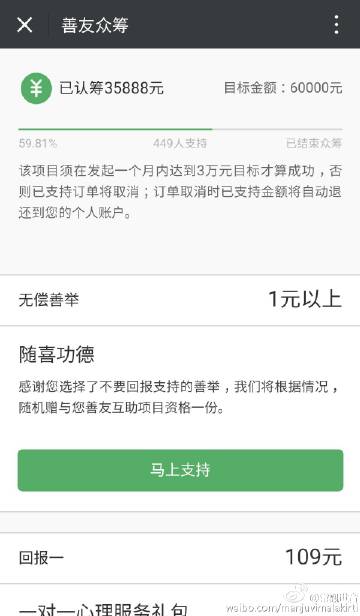 善友众筹
已认筹35888元
目标金额：60000元
59.81%
449人支持
已结束众筹
该项目须在发起一个月内达到3万元目标才算成功，否
则已支持订单将取消；订单取消时已支持金额将自动退
还到您的个人账户。
无偿善举
1元以上
随喜功德
感谢您选择了不要回报支持的善举，我们将根据情况，
随机赠与您善友互助项目资格一份。
马上支持
回报一
109元
一对一心理服务礼包
weibo.com/manjuvimalakirti